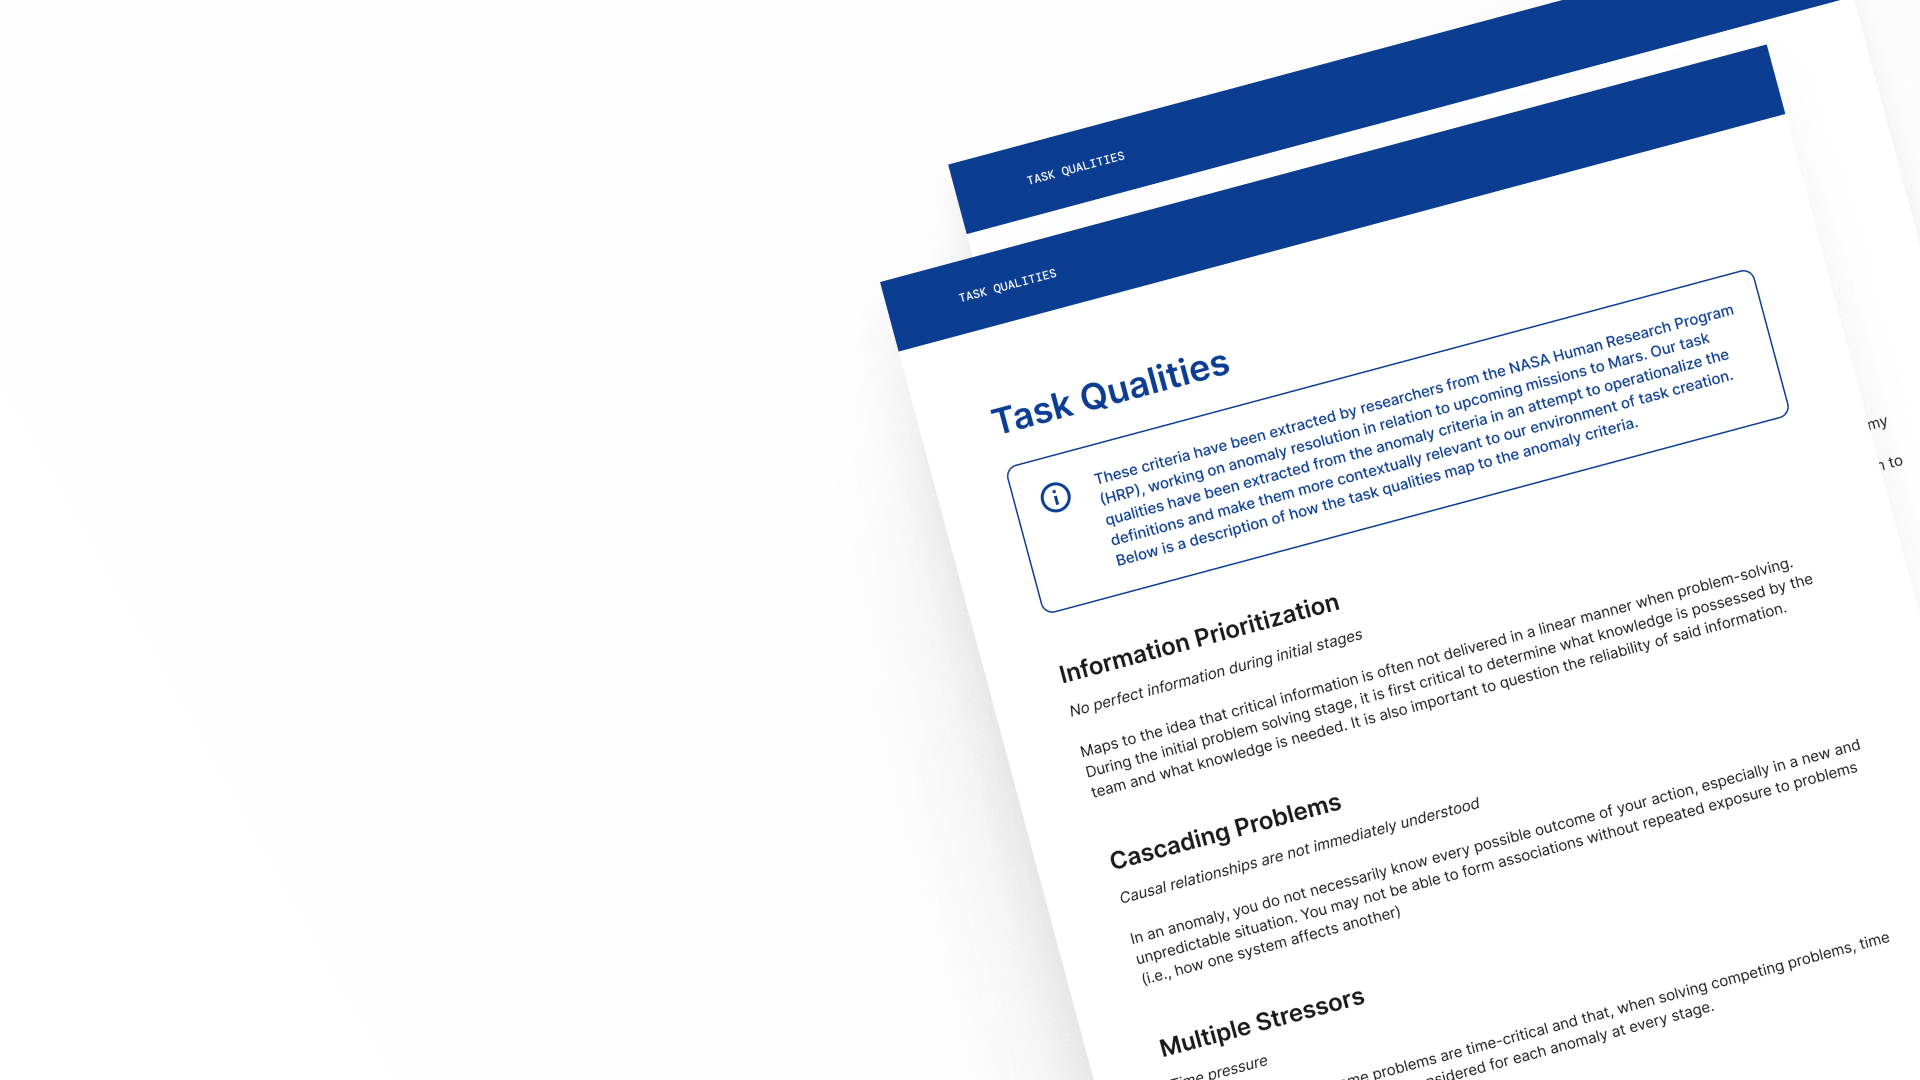 TASK QUALITIES
TASK QUALITIES
Task Qualities
These criteria have been extracted by researchers from the NASA Human Research Program
(HRP), working on anomaly resolution in relation to upcoming missions to Mars. Our task
qualities have been extracted from the anomaly criteria in an attempt to operationalize the
definitions and make them more contextually relevant to our environment of task creation.
Below is a description of how the task qualities map to the anomaly criteria.
my
to
Information Prioritization
No perfect information during initial stages
Maps to the idea that critical information is often not delivered in a linear manner when problem-solving.
During the initial problem solving stage, it is first critical to determine what knowledge is possessed by the
team and what knowledge is needed. It is also important to question the reliability of said information.
Cascading Problems
Causal relationships are not immediately understood
In an anomaly, you do not necessarily know every possible outcome of your action, especially in a new and
unpredictable situation. You may not be able to form associations without repeated exposure to problems
(i.e., how one system affects another)
Multiple Stressors
Time pressure
problems are time-critical and that, when solving competing problems, time
for each anomaly at every stage.